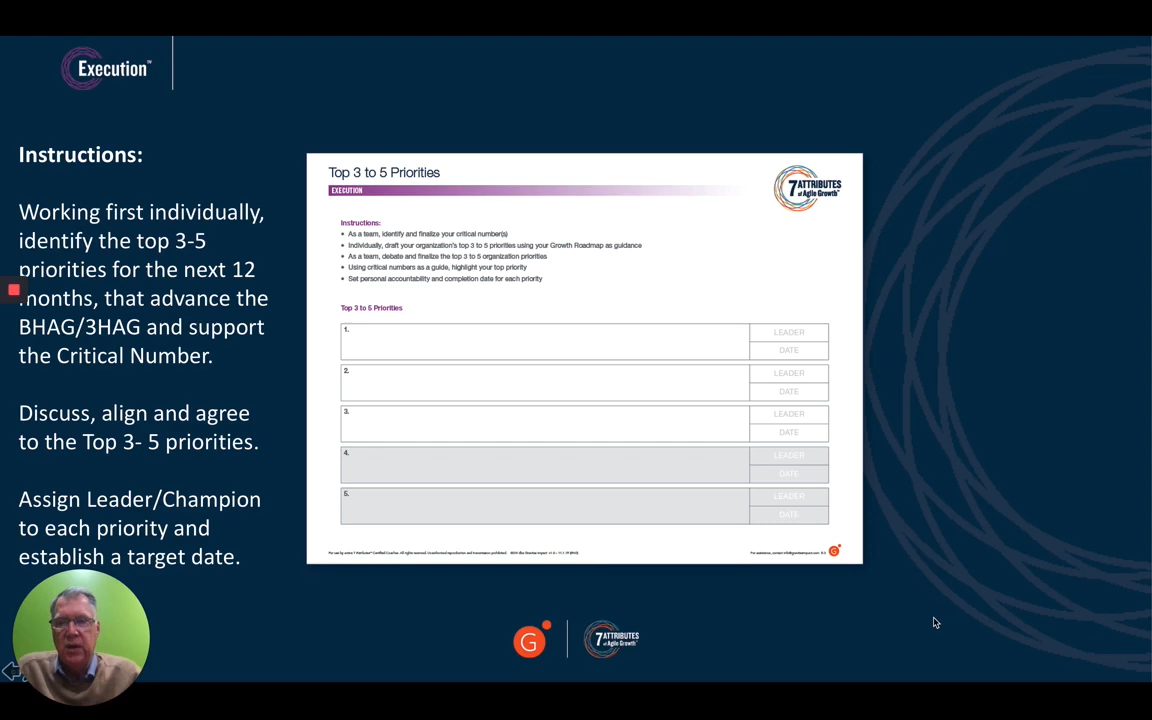 Execution™
Instructions:
Working first individually,
identify the top 3-5
priorities for the next 12
months, that advance the
BHAG/3HAG and support
the Critical Number.
Discuss, align and agree
to the Top 3- 5 priorities.
Assign Leader/Champion
to each priority and
establish a target date.
Top 3 to 5 Priorities
EXECUTION
7 ATTRIBUTES
of Agile Growth™
Instructions:
• As a team, identify and finalize your critical number(s)
• Individually, draft your organization's top 3 to 5 priorities using your Growth Roadmap as guidance
• As a team, debate and finalize the top 3 to 5 organization priorities
• Using critical numbers as a guide, highlight your top priority
• Set personal accountability and completion date for each priority
Top 3 to 5 Priorities
1.
LEADER
DATE
2.
LEADER
DATE
3.
LEADER
DATE
4.
LEADER
DATE
5.
LEADER
DATE
G
G
7 ATTRIBUTES
of Agile Growth™